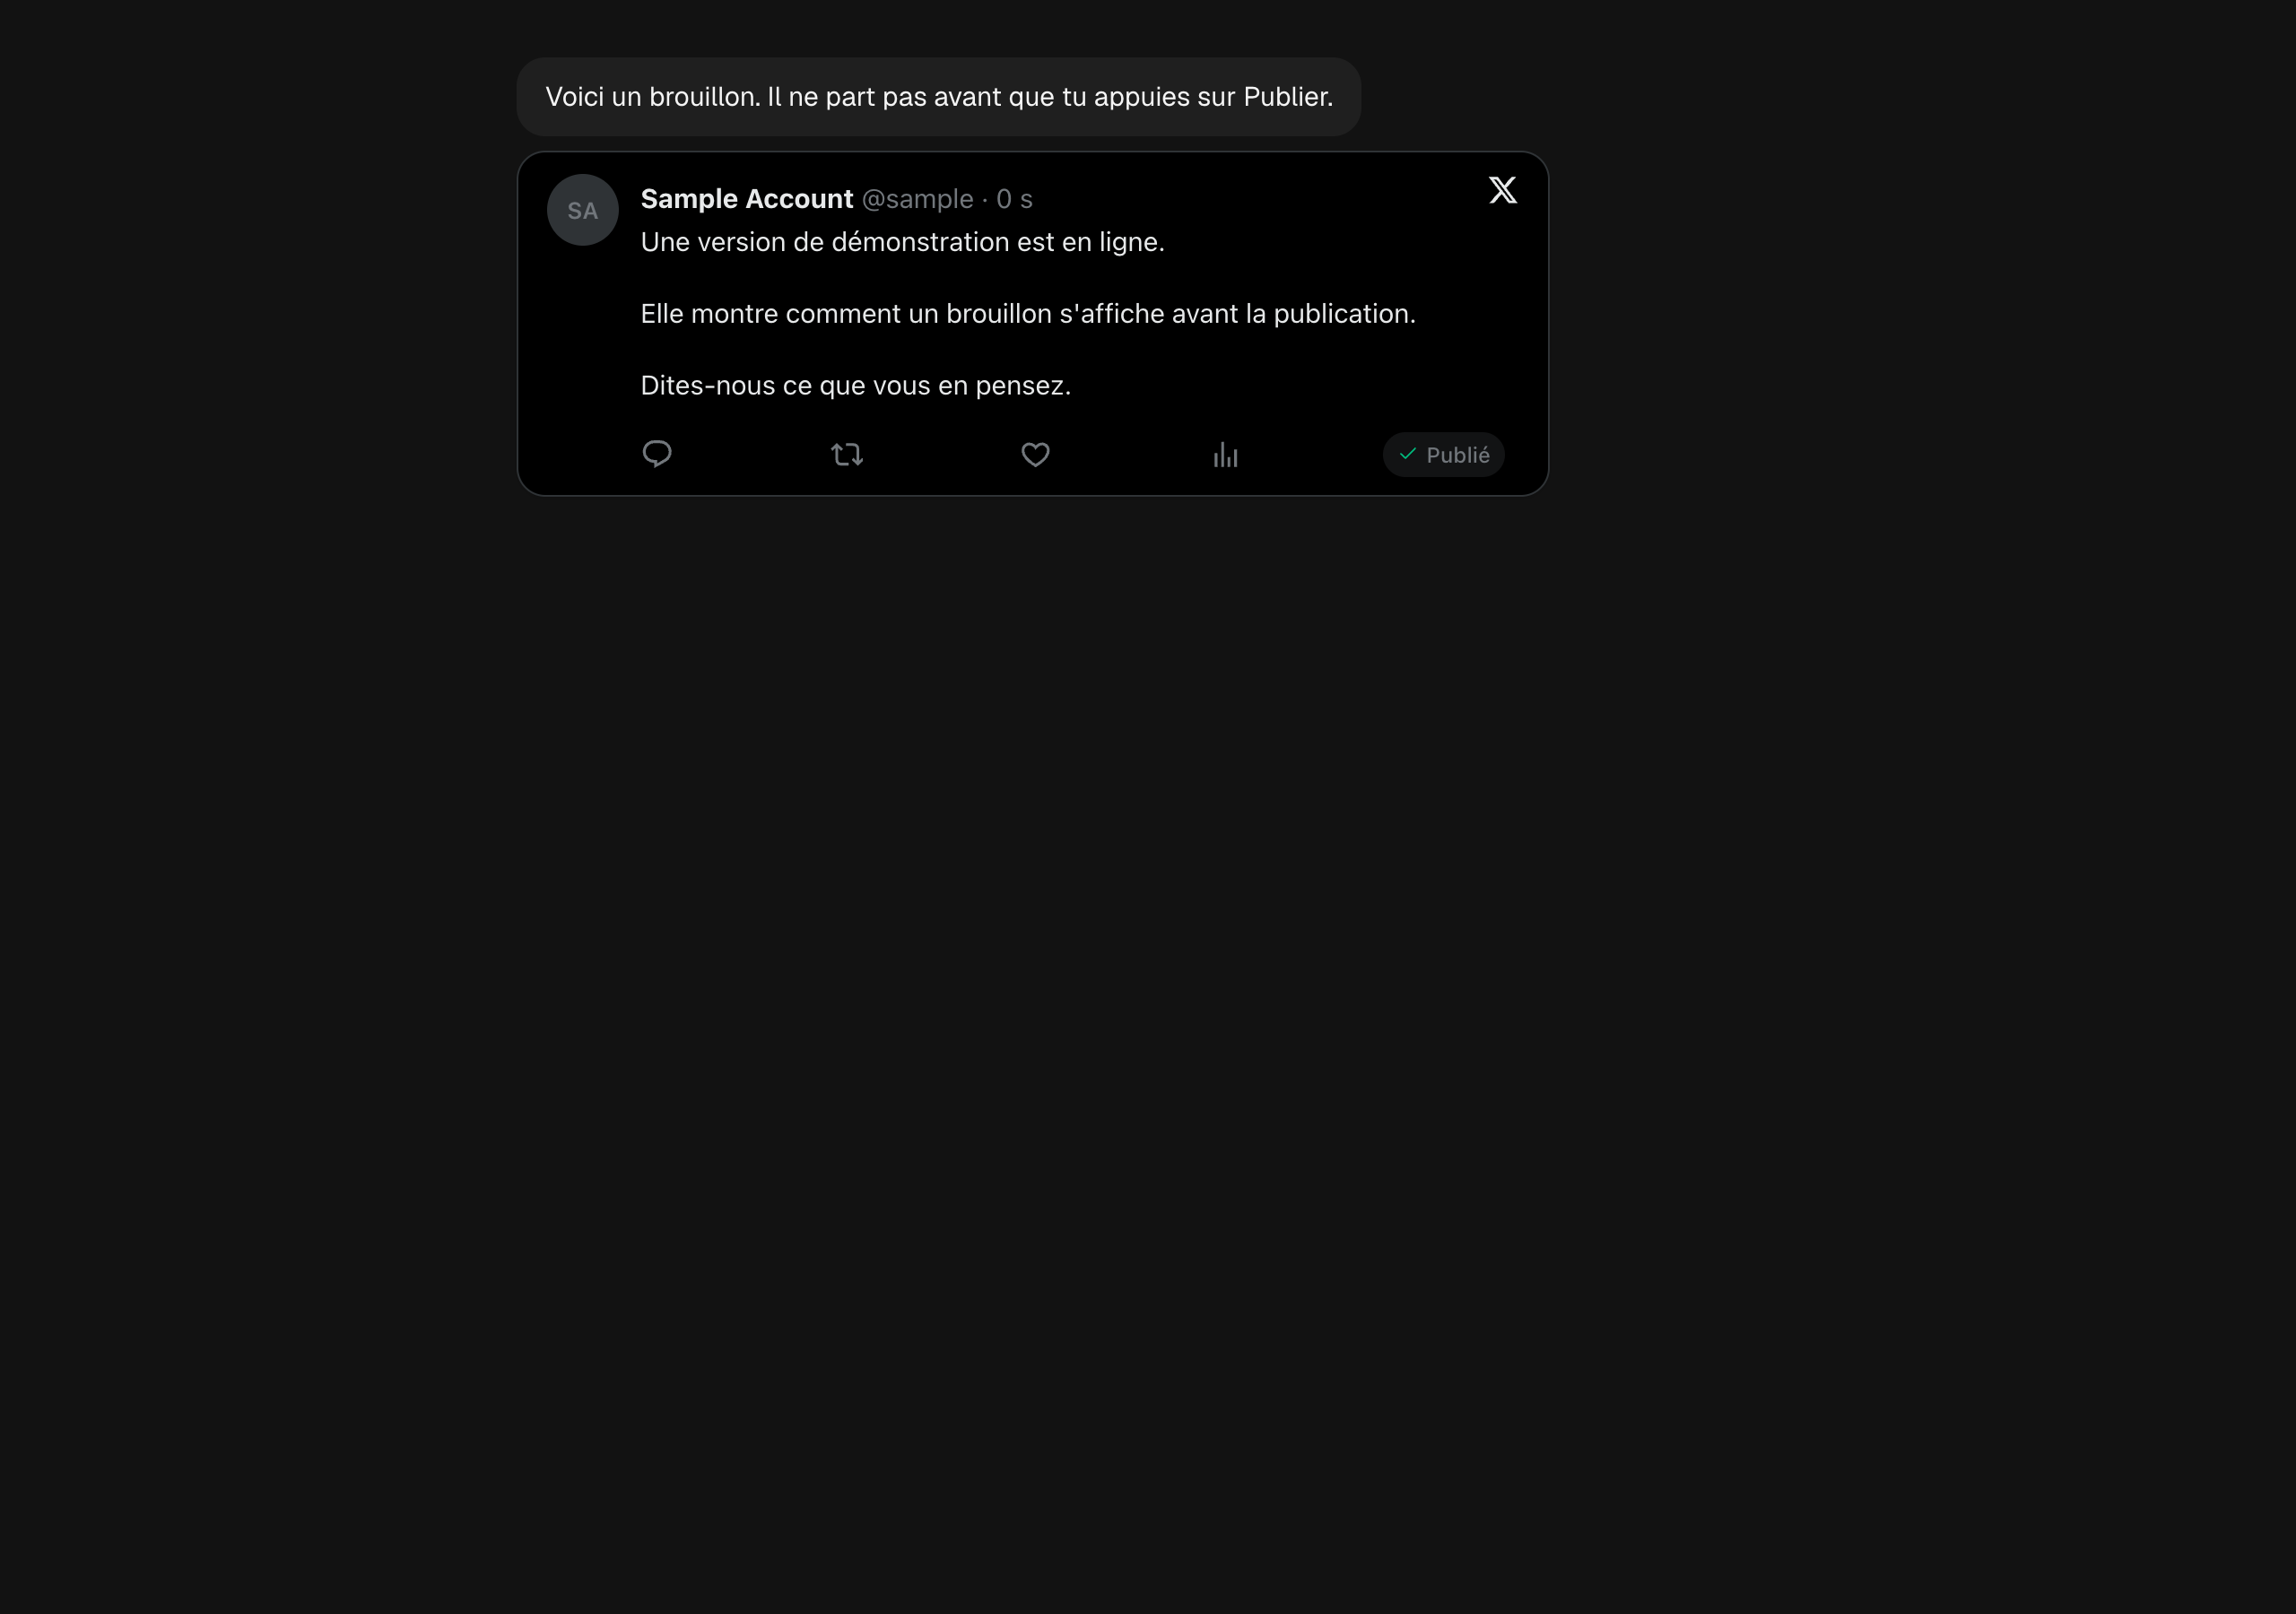 Voici un brouillon. Il ne part pas avant que tu appuies sur Publier.
SA
Sample Account @sample · 0 s
Une version de démonstration est en ligne.
Elle montre comment un brouillon s'affiche avant la publication.
Dites-nous ce que vous en pensez.
Publié